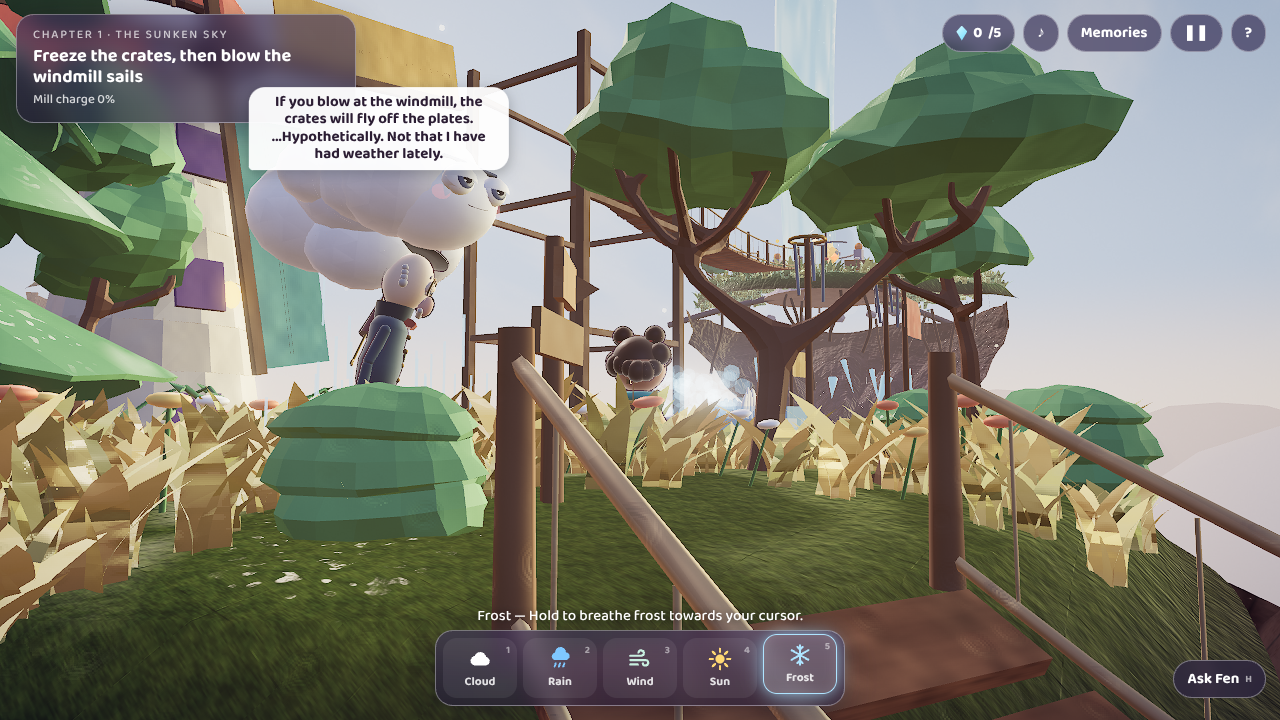 CHAPTER 1 · THE SUNKEN SKY
Freeze the crates, then blow the
windmill sails
Mill charge 0%
0 /5
♪
Memories
?
If you blow at the windmill, the
crates will fly off the plates.
...Hypothetically. Not that I have
had weather lately.
Frost — Hold to breathe frost towards your cursor.
1
Cloud
2
Rain
3
Wind
4
Sun
5
Frost
Ask Fen H